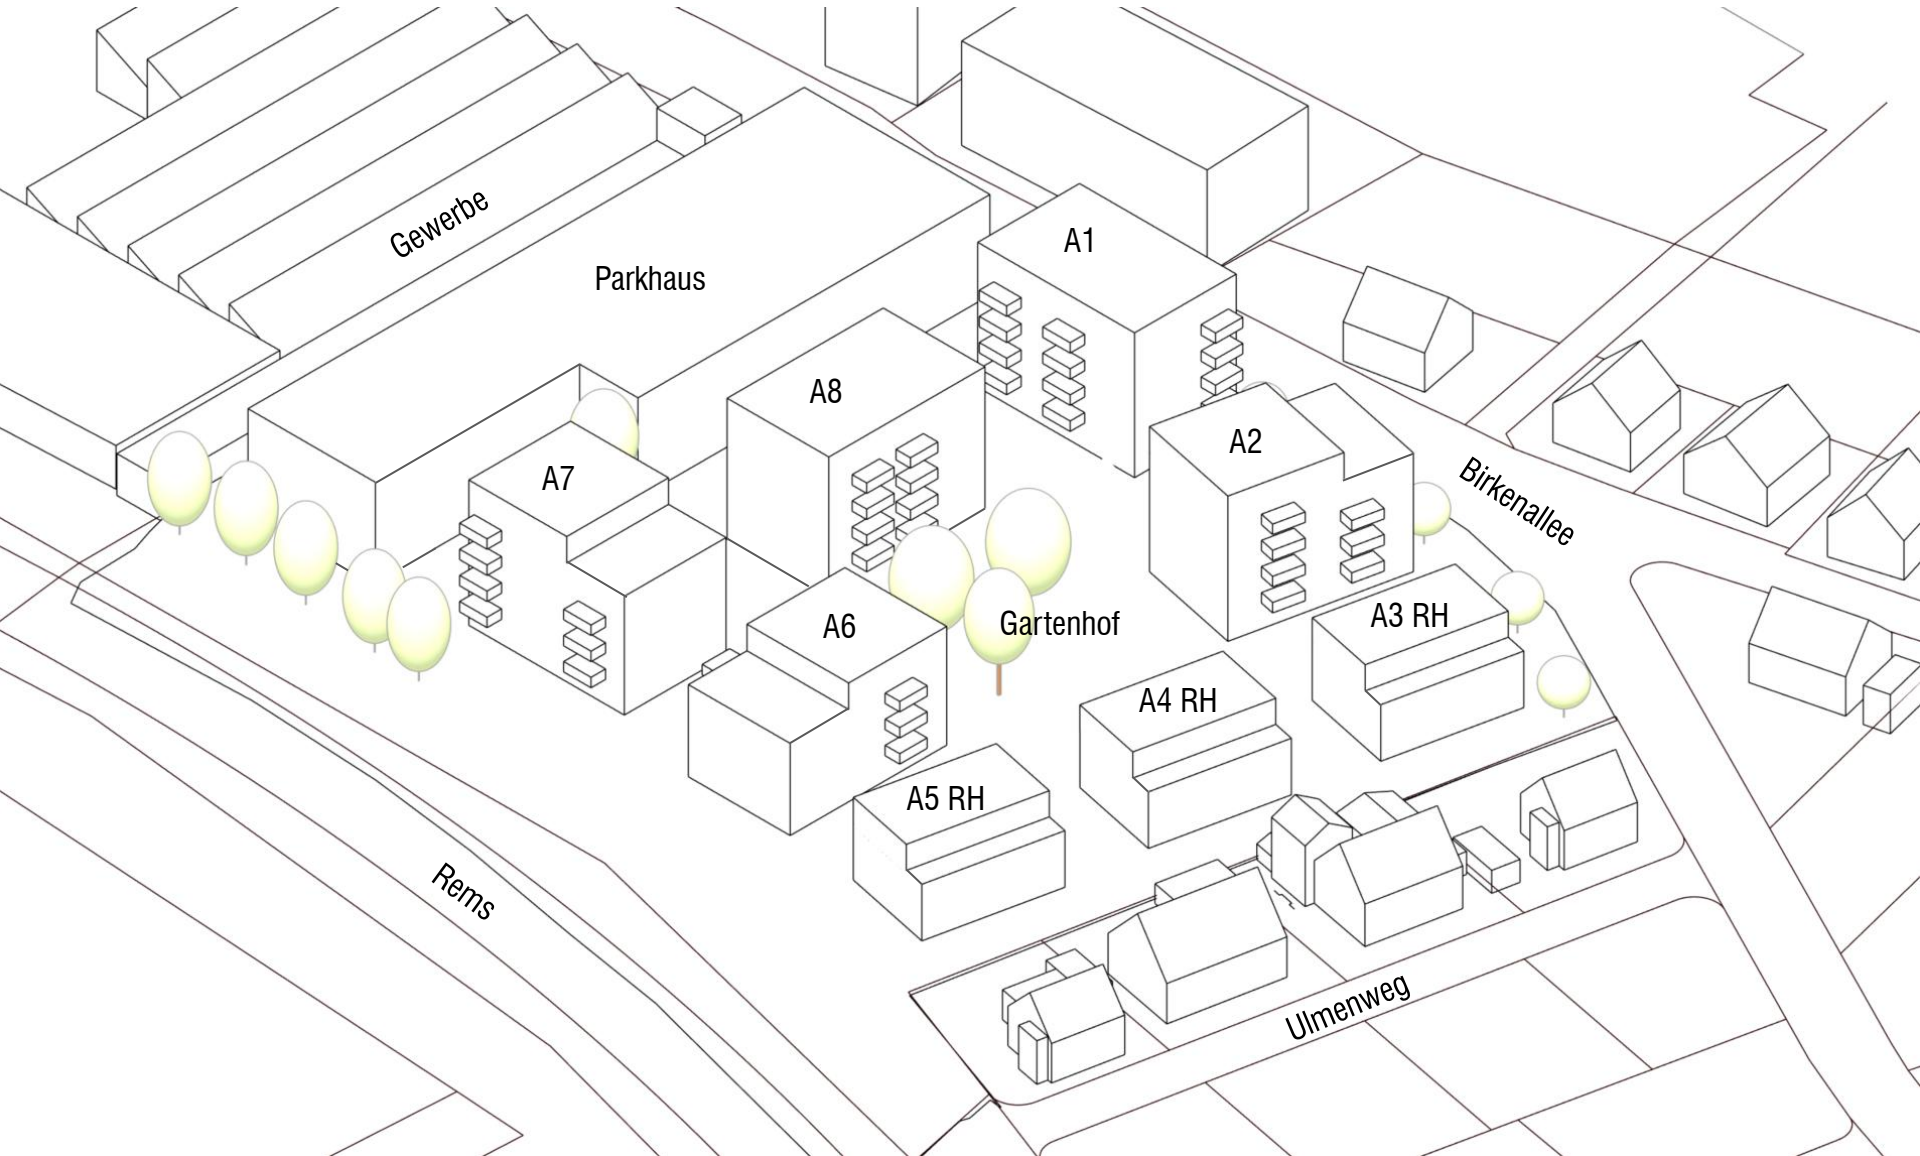 Gewerbe
Parkhaus
A1
A8
A2
A7
Birkenallee
A6
Gartenhof
A3 RH
A4 RH
A5 RH
Rems
Ulmenweg